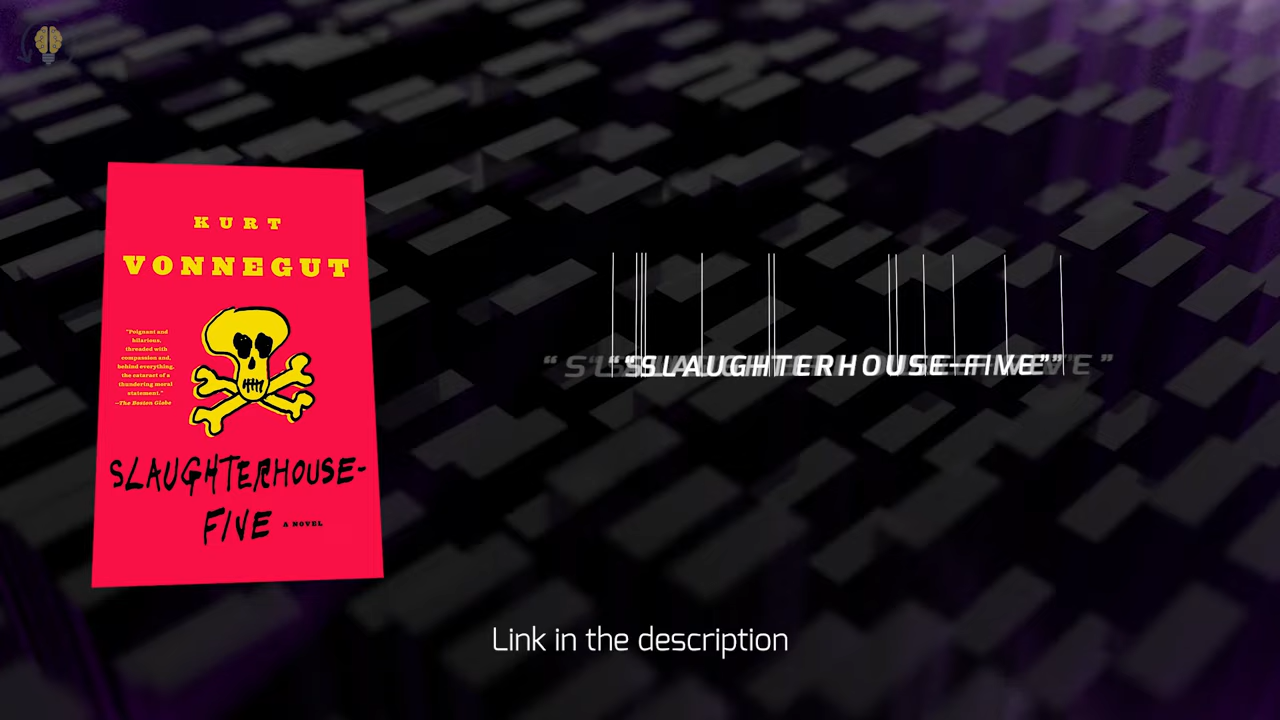 KURT
VONNEGUT
"Poignant and
hilarious,
threaded with
compassion and,
behind everything,
the cataract of a
thundering moral
statement."
—The Boston Globe
SLAUGHTERHOUSE-
FIVE A NOVEL
“SLAUGHTERHOUSE-FIVE”
Link in the description